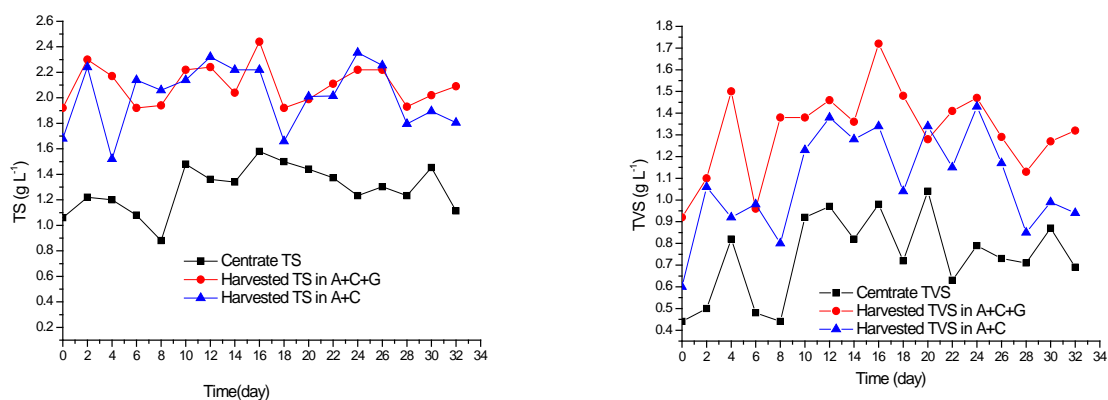 TS (g L⁻¹)
2.6
2.4
2.2
2.0
1.8
1.6
1.4
1.2
1.0
0.8
0.6
0.4
0.2
Centrate TS
Harvested TS in A+C+G
Harvested TS in A+C
0 2 4 6 8 10 12 14 16 18 20 22 24 26 28 30 32 34
Time(day)
TVS (g L⁻¹)
1.8
1.7
1.6
1.5
1.4
1.3
1.2
1.1
1.0
0.9
0.8
0.7
0.6
0.5
0.4
Cemtrate TVS
Harvested TVS in A+C+G
Harvested TVS in A+C
0 2 4 6 8 10 12 14 16 18 20 22 24 26 28 30 32 34
Time (day)